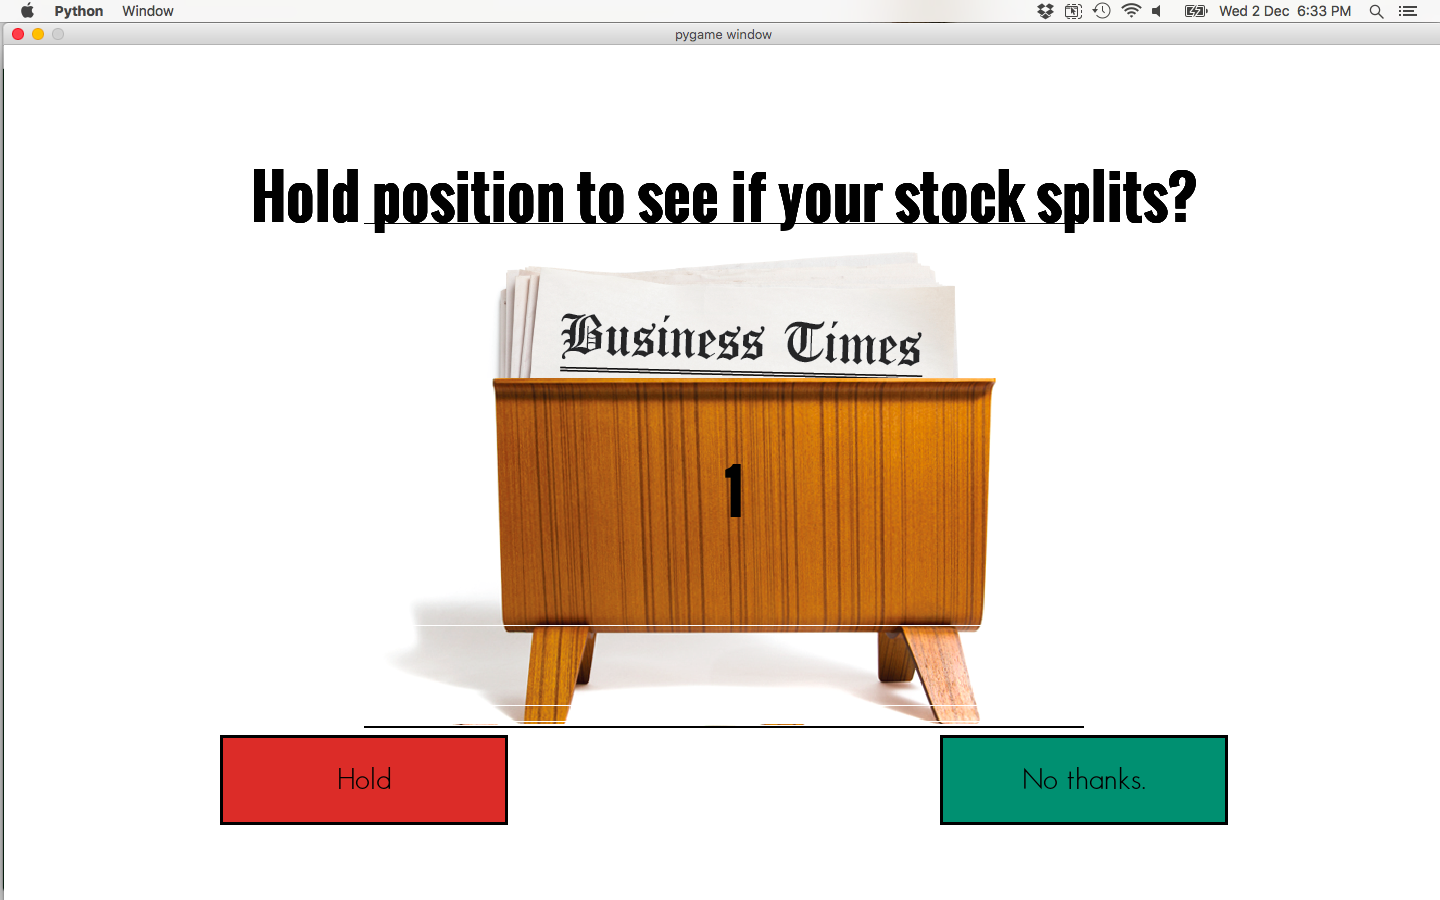 Python Window
Wed 2 Dec 6:33 PM
pygame window
Hold position to see if your stock splits?
Business Times
1
Hold
No thanks.